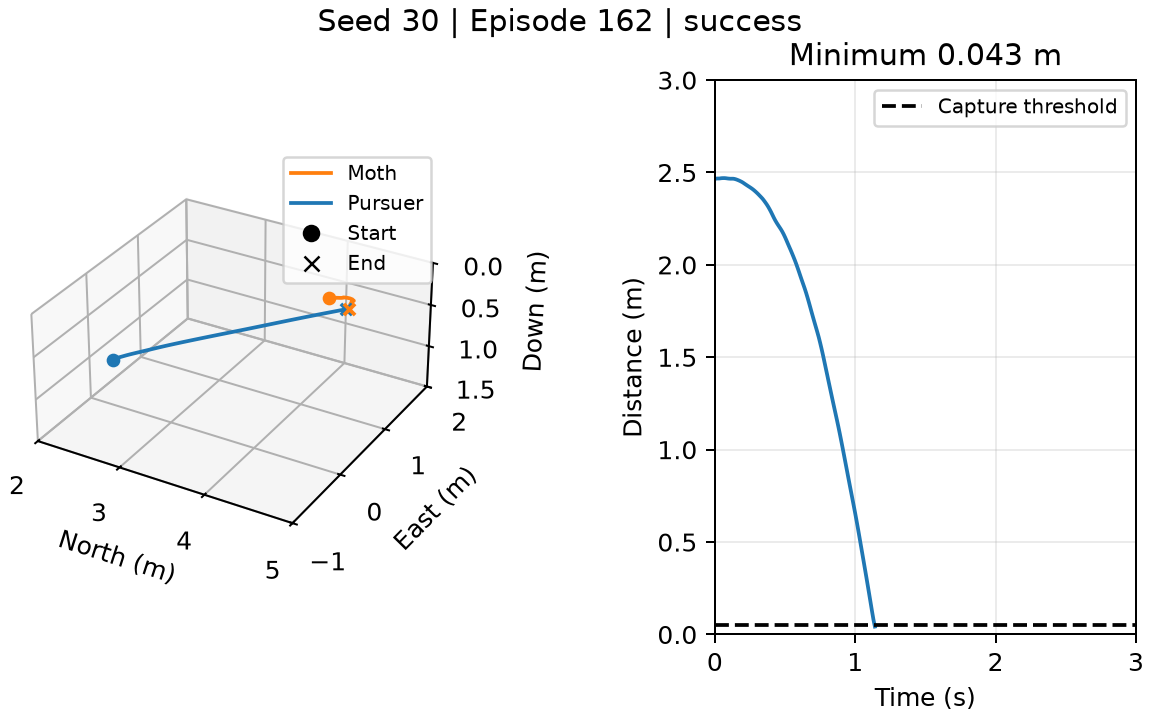 Seed 30 | Episode 162 | success
Moth
Pursuer
Start
End
0.0
0.5
1.0
1.5
Down (m)
2
1
0
−1
East (m)
2
3
4
5
North (m)
Minimum 0.043 m
Capture threshold
3.0
2.5
2.0
1.5
1.0
0.5
0.0
Distance (m)
0
1
2
3
Time (s)